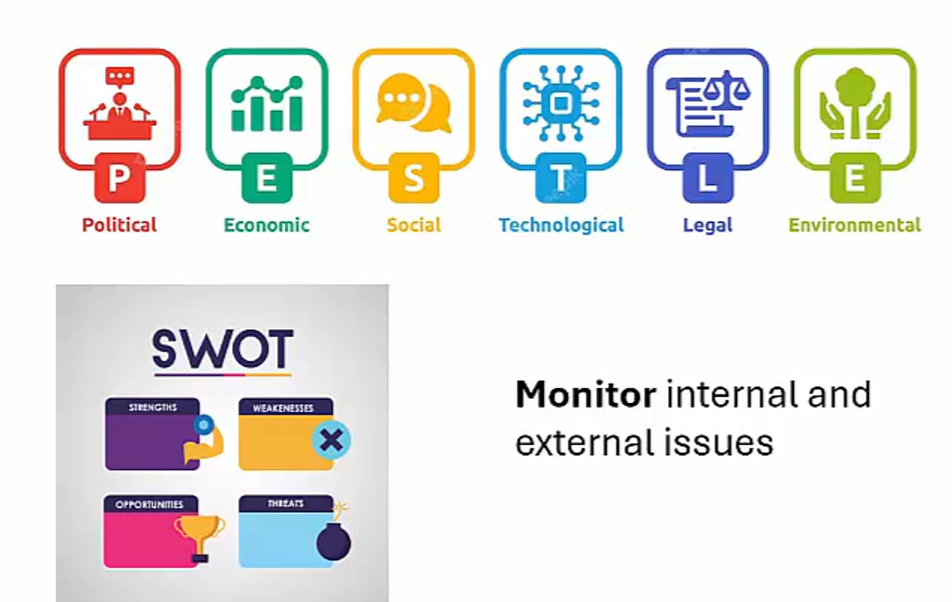 P E S T L E
Political Economic Social Technological Legal Environmental
SWOT
STRENGTHS WEAKENESSES
OPPORTUNITIES THREATS
Monitor internal and
external issues